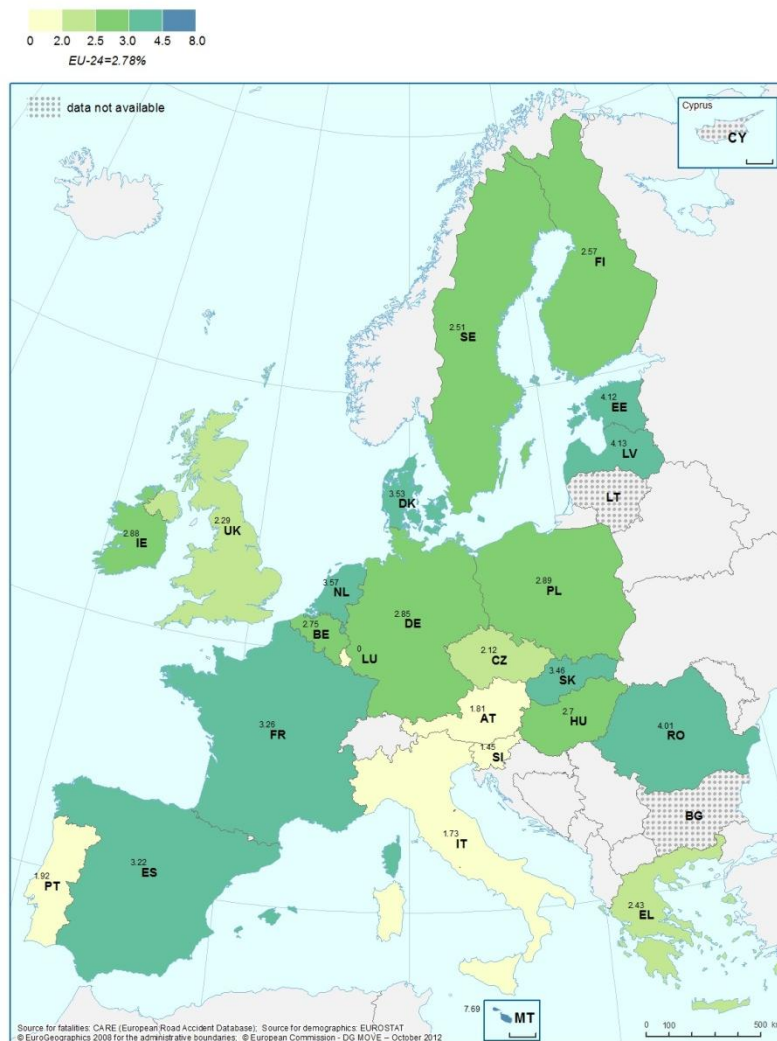 0 2.0 2.5 3.0 4.5 8.0
EU-24=2.78%
data not available
Cyprus
CY
2.57
FI
2.51
SE
4.12
EE
4.13
LV
LT
3.53
DK
2.88
IE
2.29
UK
3.57
NL
2.89
PL
2.85
DE
2.75
BE
0
LU
2.12
CZ
3.46
SK
1.81
AT
2.7
HU
3.26
FR
4.01
RO
1.45
SI
BG
1.73
IT
3.22
ES
1.92
PT
2.43
EL
7.69
MT
Source for fatalities: CARE (European Road Accident Database); Source for demographics: EUROSTAT
© EuroGeographics 2008 for the administrative boundaries; © European Commission - DG MOVE – October 2012
0 100 300 500